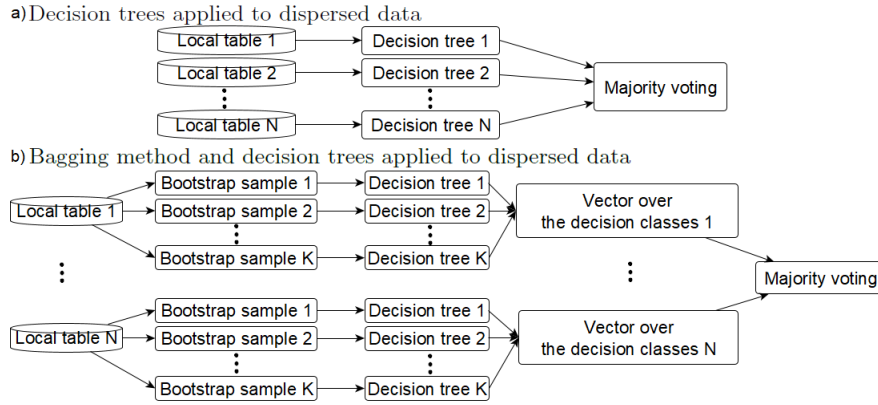 a) Decision trees applied to dispersed data
Local table 1
Decision tree 1
Local table 2
Decision tree 2
Majority voting
Local table N
Decision tree N
b) Bagging method and decision trees applied to dispersed data
Local table 1
Bootstrap sample 1
Decision tree 1
Bootstrap sample 2
Decision tree 2
Bootstrap sample K
Decision tree K
Vector over
the decision classes 1
Majority voting
Local table N
Bootstrap sample 1
Decision tree 1
Bootstrap sample 2
Decision tree 2
Bootstrap sample K
Decision tree K
Vector over
the decision classes N